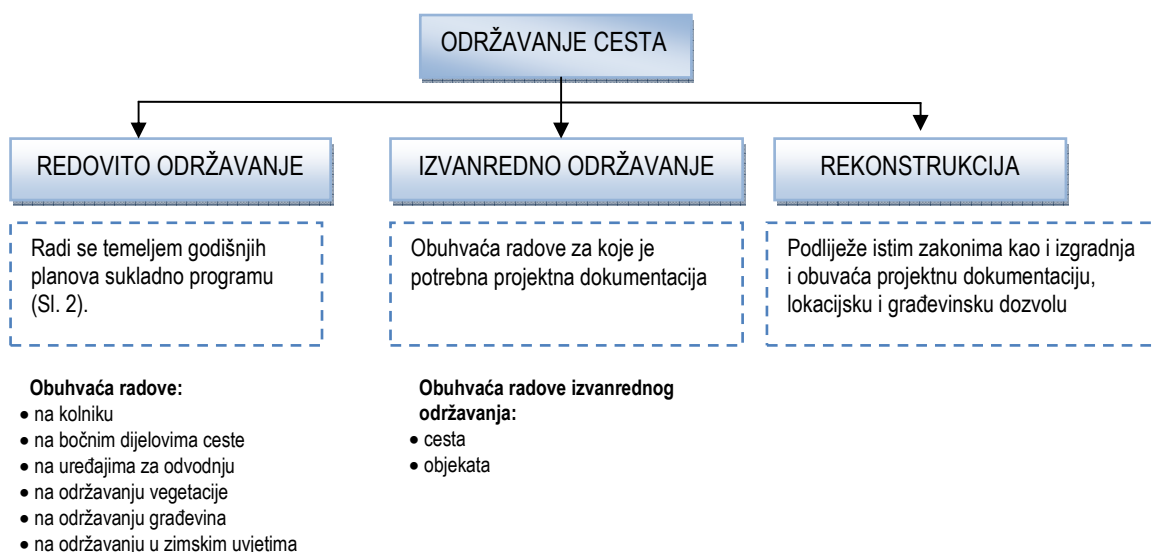 ODRŽAVANJE CESTA
REDOVITO ODRŽAVANJE
IZVANREDNO ODRŽAVANJE
REKONSTRUKCIJA
Radi se temeljem godišnjih
planova sukladno programu
(Sl. 2).
Obuhvaća radove za koje je
potrebna projektna dokumentacija
Podliježe istim zakonima kao i izgradnja
i obuvaća projektnu dokumentaciju,
lokacijsku i građevinsku dozvolu
Obuhvaća radove:
• na kolniku
• na bočnim dijelovima ceste
• na uređajima za odvodnju
• na održavanju vegetacije
• na održavanju građevina
• na održavanju u zimskim uvjetima
Obuhvaća radove izvanrednog
održavanja:
• cesta
• objekata